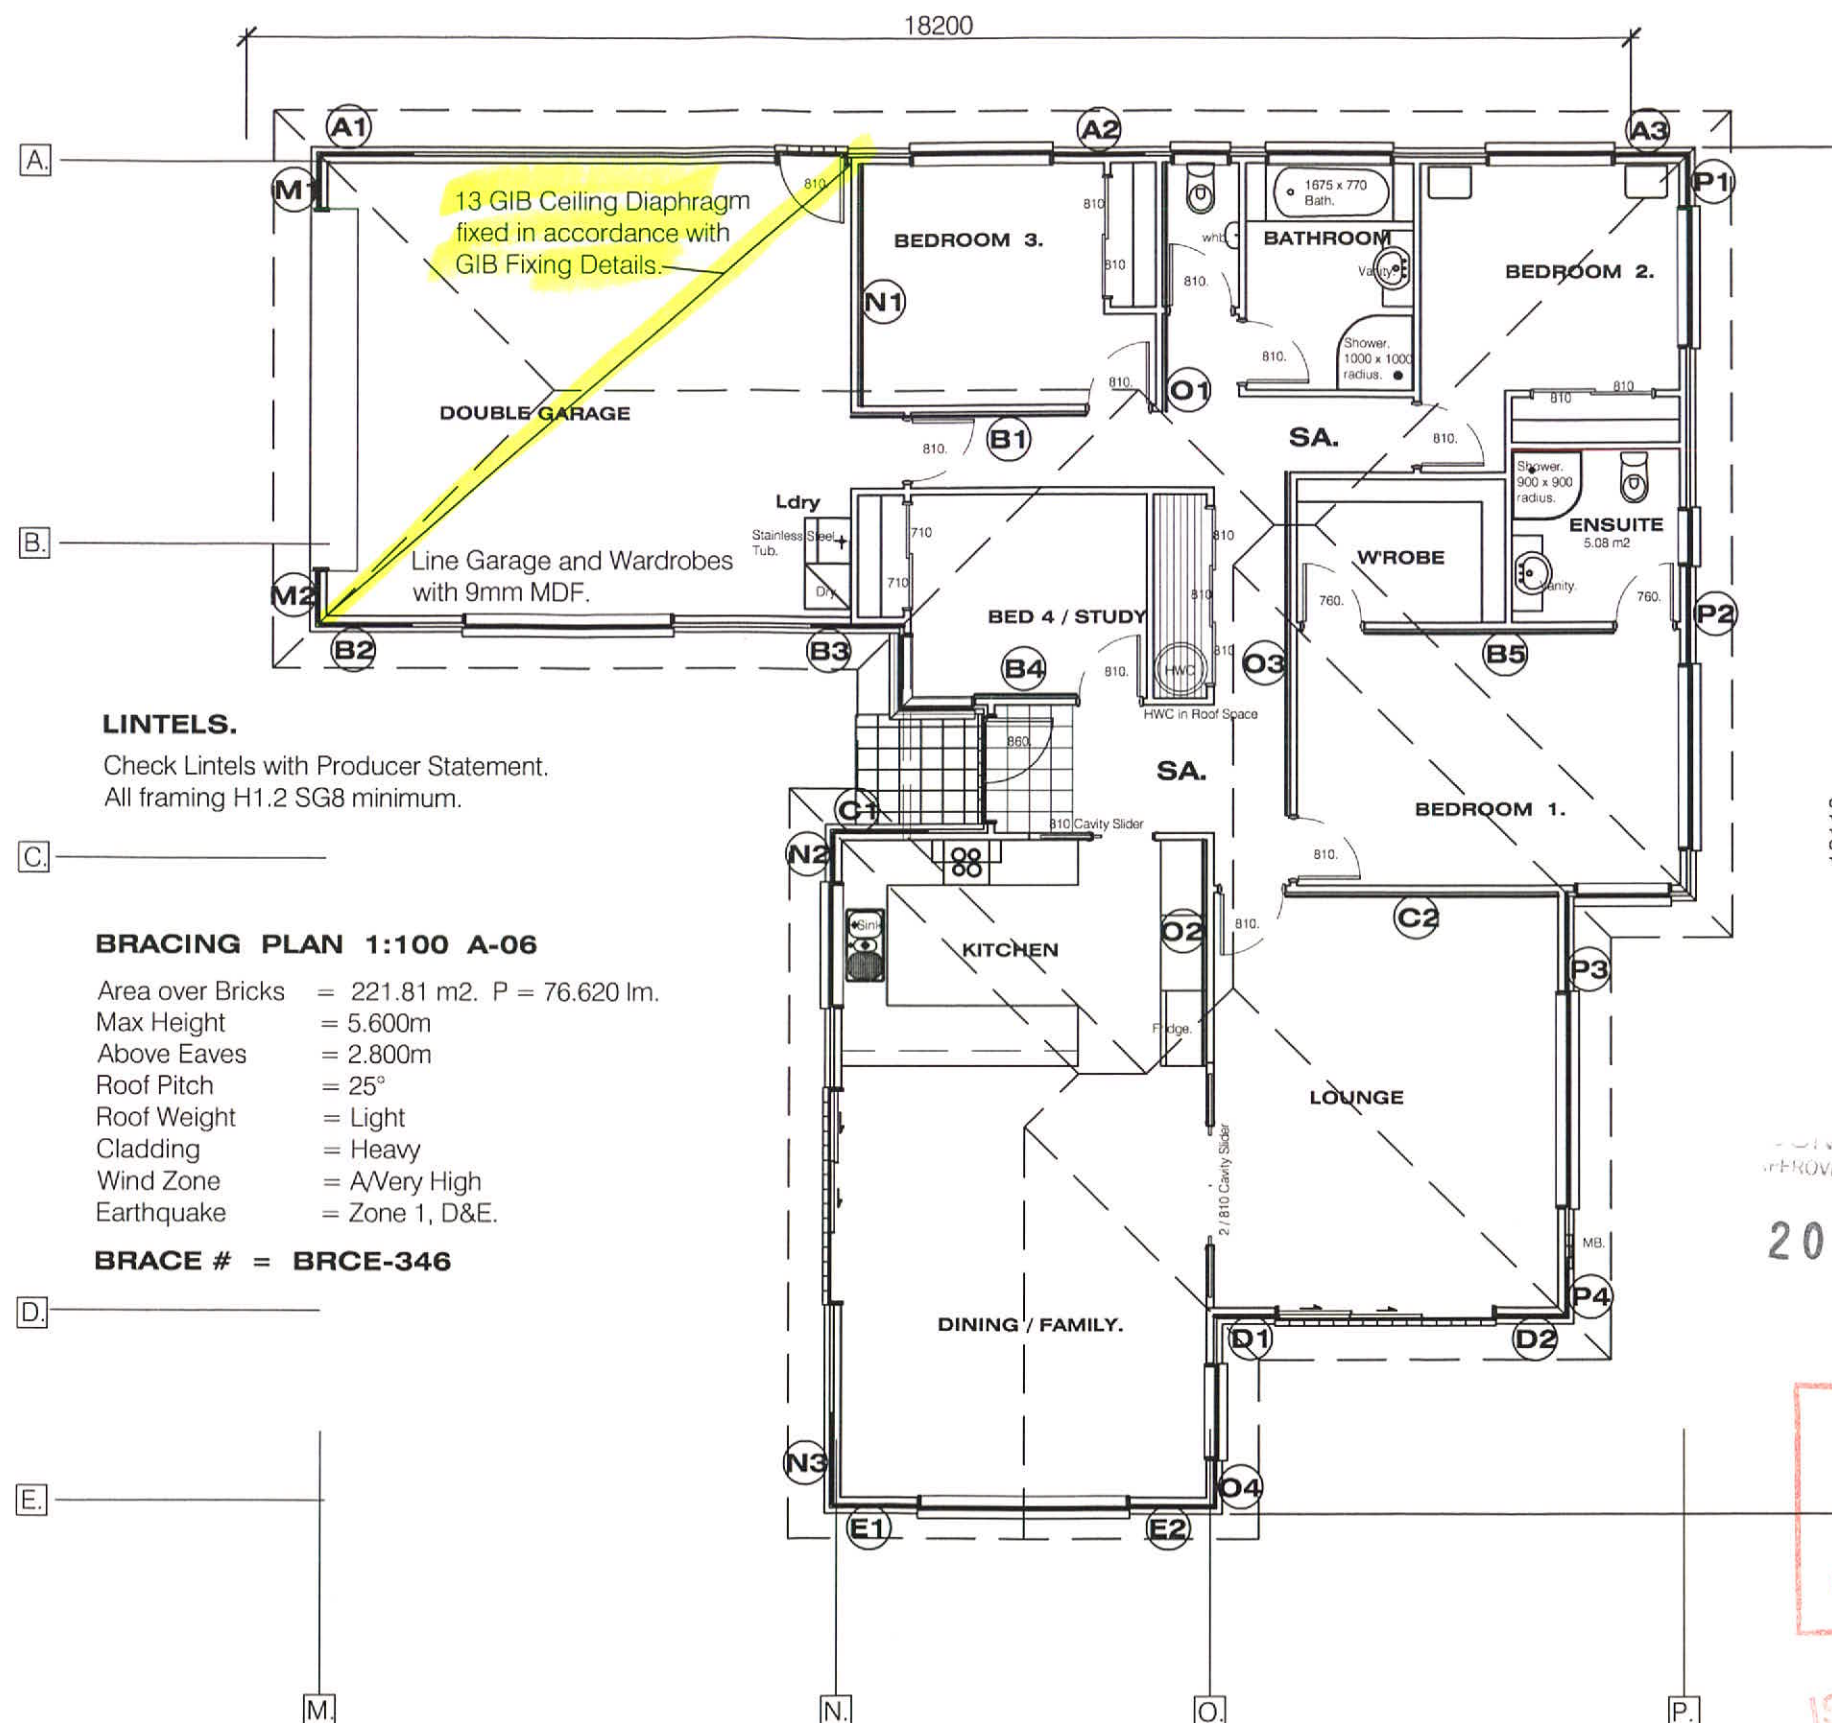 18200
A1
A2
A3
A.
M1
P1
810
13 GIB Ceiling Diaphragm
fixed in accordance with
GIB Fixing Details.
BEDROOM 3.
810
810
whb
810.
1675 x 770
Bath.
BATHROOM
Vanity.
BEDROOM 2.
N1
Shower.
1000 x 1000
radius.
810.
810.
O1
810
810
DOUBLE GARAGE
B1
810.
SA.
810.
Shower.
900 x 900
radius.
Ldry
Stainless Steel
Tub.
Dry
710
710
810
810
810
ENSUITE
5.08 m2
W'ROBE
Vanity.
B.
Line Garage and Wardrobes
with 9mm MDF.
M2
760.
760.
P2
BED 4 / STUDY
B2
B3
B4
810.
HWC
O3
B5
HWC in Roof Space
LINTELS.
Check Lintels with Producer Statement.
All framing H1.2 SG8 minimum.
860.
SA.
C1
810 Cavity Slider
BEDROOM 1.
C.
N2
810.
C2
Sink
KITCHEN
O2
810.
P3
Fridge.
BRACING PLAN 1:100 A-06
Area over Bricks = 221.81 m2. P = 76.620 lm.
Max Height = 5.600m
Above Eaves = 2.800m
Roof Pitch = 25°
Roof Weight = Light
Cladding = Heavy
Wind Zone = A/Very High
Earthquake = Zone 1, D&E.
BRACE # = BRCE-346
LOUNGE
2 / 810 Cavity Slider
MB.
20
D.
P4
DINING / FAMILY.
D1
D2
N3
O4
E.
E1
E2
M.
N.
O.
P.